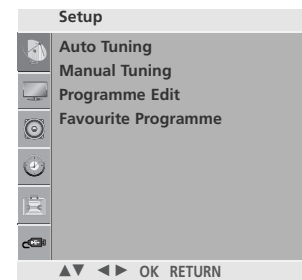 Setup
Auto Tuning
Manual Tuning
Programme Edit
Favourite Programme
▲▼ ◄► OK RETURN